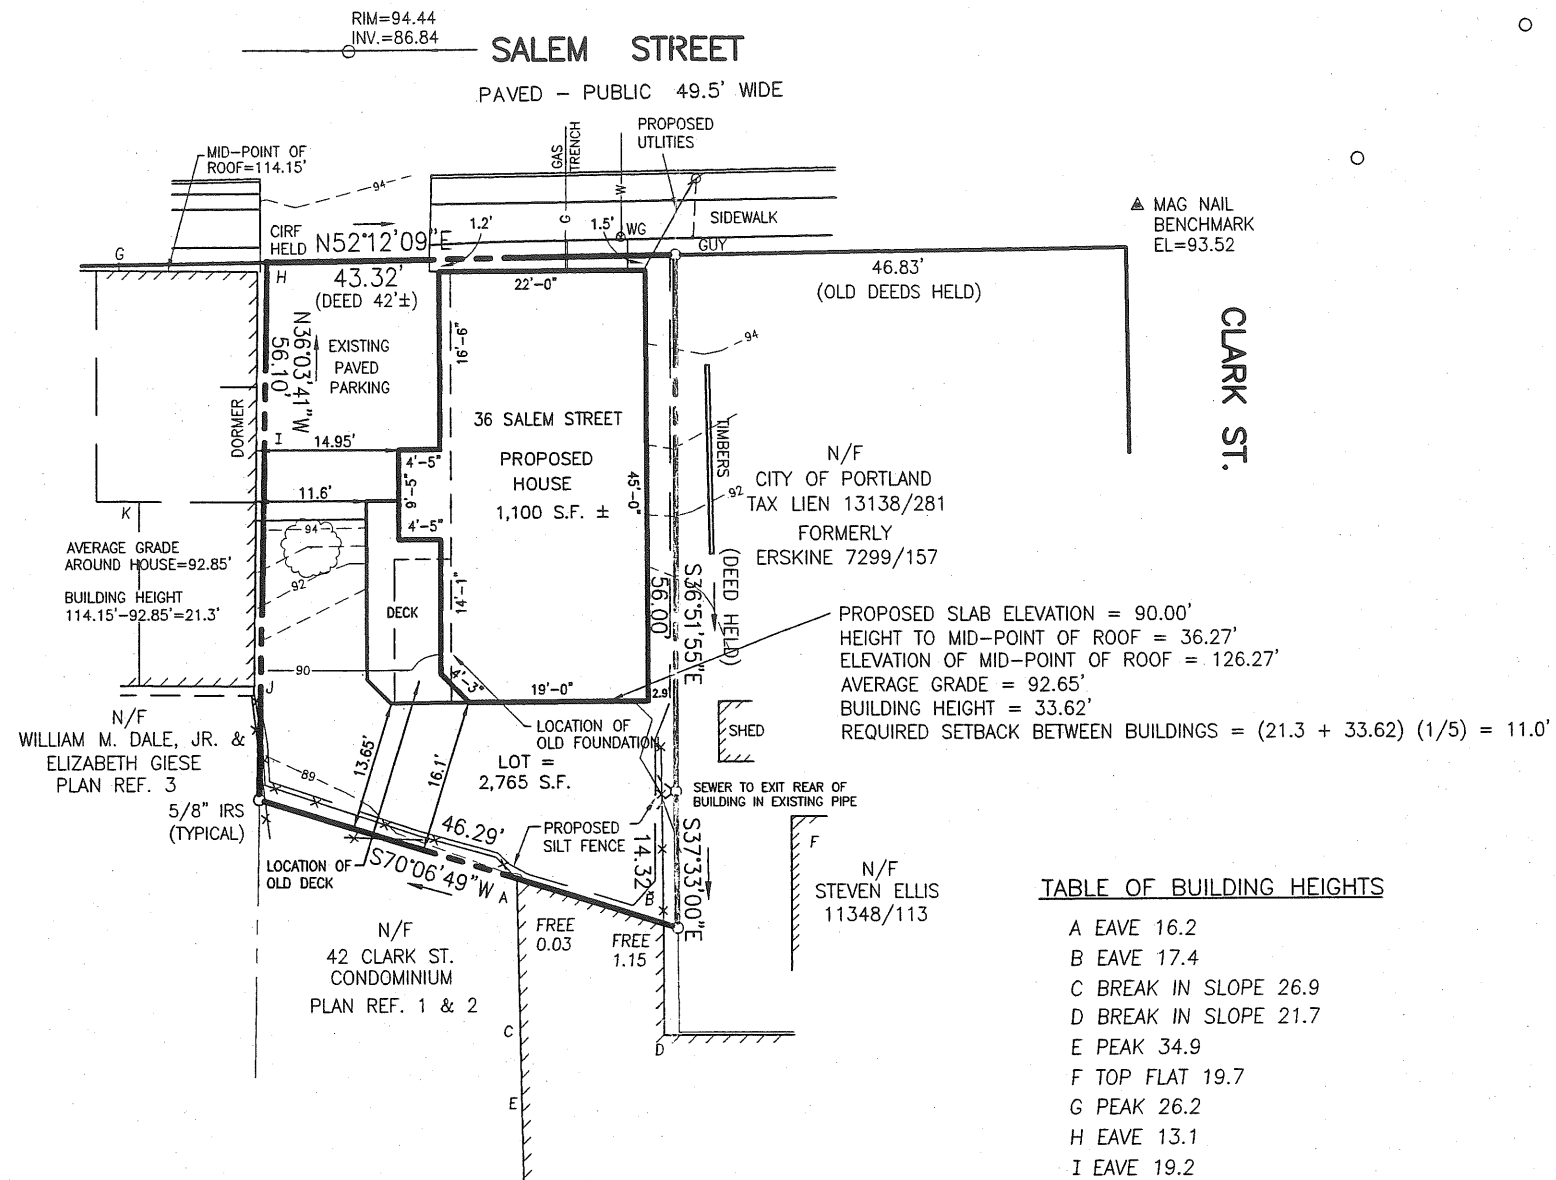 RIM=94.44
INV.=86.84
SALEM STREET
PAVED - PUBLIC 49.5' WIDE
MID-POINT OF
ROOF=114.15'
94
GAS
TRENCH
W
G
PROPOSED
UTLITIES
1.2'
1.5'
WG
SIDEWALK
GUY
MAG NAIL
BENCHMARK
EL=93.52
CIRF
HELD
N52°12'09"E
G
H
43.32'
(DEED 42'±)
22'-0"
46.83'
(OLD DEEDS HELD)
CLARK ST.
N36°03'41"W
56.10'
EXISTING
PAVED
PARKING
16'-6"
94
DORMER
I
14.95'
4'-5"
9'-5"
36 SALEM STREET
PROPOSED
HOUSE
1,100 S.F. ±
45'-0"
TIMBERS
92
N/F
CITY OF PORTLAND
TAX LIEN 13138/281
FORMERLY
ERSKINE 7299/157
11.6'
K
4'-5"
94
AVERAGE GRADE
AROUND HOUSE=92.85'
BUILDING HEIGHT
114.15'-92.85'=21.3'
92
DECK
14'-1"
56.00'
S36°51'55"E
(DEED HELD)
PROPOSED SLAB ELEVATION = 90.00'
HEIGHT TO MID-POINT OF ROOF = 36.27'
ELEVATION OF MID-POINT OF ROOF = 126.27'
AVERAGE GRADE = 92.65'
BUILDING HEIGHT = 33.62'
REQUIRED SETBACK BETWEEN BUILDINGS = (21.3 + 33.62) (1/5) = 11.0'
90
J
4'-3"
19'-0"
2.9'
N/F
WILLIAM M. DALE, JR. &
ELIZABETH GIESE
PLAN REF. 3
LOCATION OF
OLD FOUNDATION
SHED
LOT =
2,765 S.F.
13.65'
16.1'
89
5/8" IRS
(TYPICAL)
SEWER TO EXIT REAR OF
BUILDING IN EXISTING PIPE
46.29'
PROPOSED
SILT FENCE
14.32'
S37°33'00"E
F
LOCATION OF
OLD DECK
S70°06'49"W
A
B
N/F
STEVEN ELLIS
11348/113
FREE
0.03
FREE
1.15
N/F
42 CLARK ST.
CONDOMINIUM
PLAN REF. 1 & 2
C
D
E
TABLE OF BUILDING HEIGHTS
A EAVE 16.2
B EAVE 17.4
C BREAK IN SLOPE 26.9
D BREAK IN SLOPE 21.7
E PEAK 34.9
F TOP FLAT 19.7
G PEAK 26.2
H EAVE 13.1
I EAVE 19.2